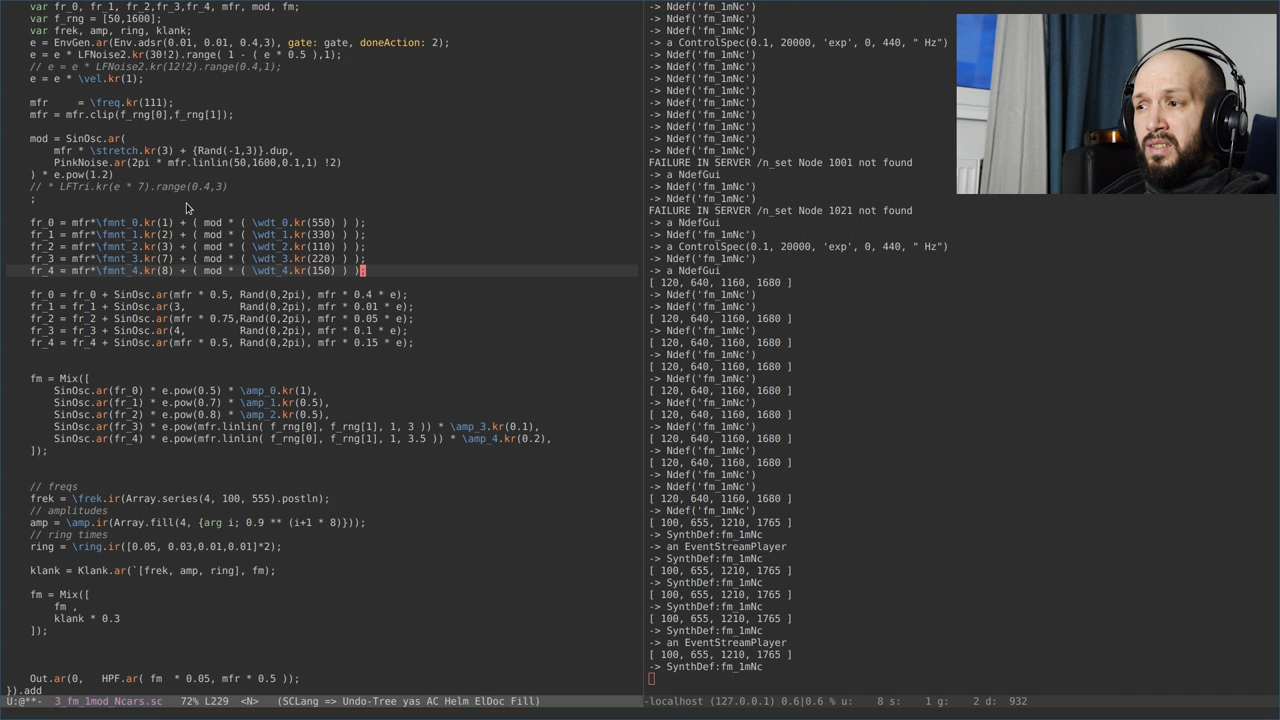 var fr_0, fr_1, fr_2,fr_3,fr_4, mfr, mod, fm;
var f_rng = [50,1600];
var frek, amp, ring, klank;
e = EnvGen.ar(Env.adsr(0.01, 0.01, 0.4,3), gate: gate, doneAction: 2);
e = e * LFNoise2.kr(30!2).range( 1 - ( e * 0.5 ),1);
// e = e * LFNoise2.kr(12!2).range(0.4,1);
e = e * \vel.kr(1);
mfr     = \freq.kr(111);
mfr = mfr.clip(f_rng[0],f_rng[1]);
mod = SinOsc.ar(
mfr * \stretch.kr(3) + {Rand(-1,3)}.dup,
PinkNoise.ar(2pi * mfr.linlin(50,1600,0.1,1) !2)
) * e.pow(1.2)
// * LFTri.kr(e * 7).range(0.4,3)
;
fr_0 = mfr*\fmnt_0.kr(1) + ( mod * ( \wdt_0.kr(550) ) );
fr_1 = mfr*\fmnt_1.kr(2) + ( mod * ( \wdt_1.kr(330) ) );
fr_2 = mfr*\fmnt_2.kr(3) + ( mod * ( \wdt_2.kr(110) ) );
fr_3 = mfr*\fmnt_3.kr(7) + ( mod * ( \wdt_3.kr(220) ) );
fr_4 = mfr*\fmnt_4.kr(8) + ( mod * ( \wdt_4.kr(150) ) );
fr_0 = fr_0 + SinOsc.ar(mfr * 0.5, Rand(0,2pi), mfr * 0.4 * e);
fr_1 = fr_1 + SinOsc.ar(3,         Rand(0,2pi), mfr * 0.01 * e);
fr_2 = fr_2 + SinOsc.ar(mfr * 0.75,Rand(0,2pi), mfr * 0.05 * e);
fr_3 = fr_3 + SinOsc.ar(4,         Rand(0,2pi), mfr * 0.1 * e);
fr_4 = fr_4 + SinOsc.ar(mfr * 0.5, Rand(0,2pi), mfr * 0.15 * e);
fm = Mix([
SinOsc.ar(fr_0) * e.pow(0.5) * \amp_0.kr(1),
SinOsc.ar(fr_1) * e.pow(0.7) * \amp_1.kr(0.5),
SinOsc.ar(fr_2) * e.pow(0.8) * \amp_2.kr(0.5),
SinOsc.ar(fr_3) * e.pow(mfr.linlin( f_rng[0], f_rng[1], 1, 3 )) * \amp_3.kr(0.1),
SinOsc.ar(fr_4) * e.pow(mfr.linlin( f_rng[0], f_rng[1], 1, 3.5 )) * \amp_4.kr(0.2),
]);
// freqs
frek = \frek.ir(Array.series(4, 100, 555).postln);
// amplitudes
amp = \amp.ir(Array.fill(4, {arg i; 0.9 ** (i+1 * 8)}));
// ring times
ring = \ring.ir([0.05, 0.03,0.01,0.01]*2);
klank = Klank.ar(`[frek, amp, ring], fm);
fm = Mix([
fm ,
klank * 0.3
]);
Out.ar(0,   HPF.ar( fm  * 0.05, mfr * 0.5 ));
}).add
U:@**-  3_fm_1mod_Ncars.sc   72% L229  <N>  (SCLang => Undo-Tree yas AC Helm ElDoc Fill)
-> Ndef('fm_1mNc')
-> Ndef('fm_1mNc')
-> Ndef('fm_1mNc')
-> a ControlSpec(0.1, 20000, 'exp', 0, 440, " Hz")
-> Ndef('fm_1mNc')
-> Ndef('fm_1mNc')
-> Ndef('fm_1mNc')
-> Ndef('fm_1mNc')
-> Ndef('fm_1mNc')
-> Ndef('fm_1mNc')
-> Ndef('fm_1mNc')
-> Ndef('fm_1mNc')
-> Ndef('fm_1mNc')
FAILURE IN SERVER /n_set Node 1001 not found
-> a NdefGui
-> Ndef('fm_1mNc')
-> Ndef('fm_1mNc')
FAILURE IN SERVER /n_set Node 1021 not found
-> a NdefGui
-> Ndef('fm_1mNc')
-> a ControlSpec(0.1, 20000, 'exp', 0, 440, " Hz")
-> Ndef('fm_1mNc')
-> a NdefGui
[ 120, 640, 1160, 1680 ]
-> Ndef('fm_1mNc')
-> Ndef('fm_1mNc')
[ 120, 640, 1160, 1680 ]
-> Ndef('fm_1mNc')
[ 120, 640, 1160, 1680 ]
-> Ndef('fm_1mNc')
[ 120, 640, 1160, 1680 ]
-> Ndef('fm_1mNc')
[ 120, 640, 1160, 1680 ]
-> Ndef('fm_1mNc')
[ 120, 640, 1160, 1680 ]
-> Ndef('fm_1mNc')
[ 120, 640, 1160, 1680 ]
-> Ndef('fm_1mNc')
[ 120, 640, 1160, 1680 ]
-> Ndef('fm_1mNc')
-> Ndef('fm_1mNc')
[ 120, 640, 1160, 1680 ]
-> Ndef('fm_1mNc')
[ 100, 655, 1210, 1765 ]
-> SynthDef:fm_1mNc
-> an EventStreamPlayer
-> SynthDef:fm_1mNc
[ 100, 655, 1210, 1765 ]
-> SynthDef:fm_1mNc
[ 100, 655, 1210, 1765 ]
-> SynthDef:fm_1mNc
[ 100, 655, 1210, 1765 ]
-> SynthDef:fm_1mNc
-> an EventStreamPlayer
[ 100, 655, 1210, 1765 ]
-> SynthDef:fm_1mNc
-localhost (127.0.0.1) 0.6|0.6 % u:    8 s:    1 g:    2 d:  932